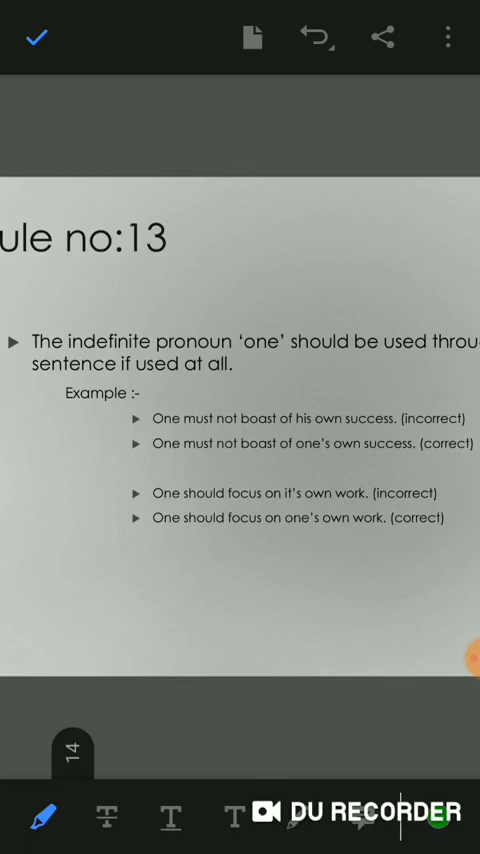 ule no:13
The indefinite pronoun ‘one’ should be used throu
sentence if used at all.
Example :-
One must not boast of his own success. (incorrect)
One must not boast of one’s own success. (correct)
One should focus on it’s own work. (incorrect)
One should focus on one’s own work. (correct)
14
T T T
DU RECORDER